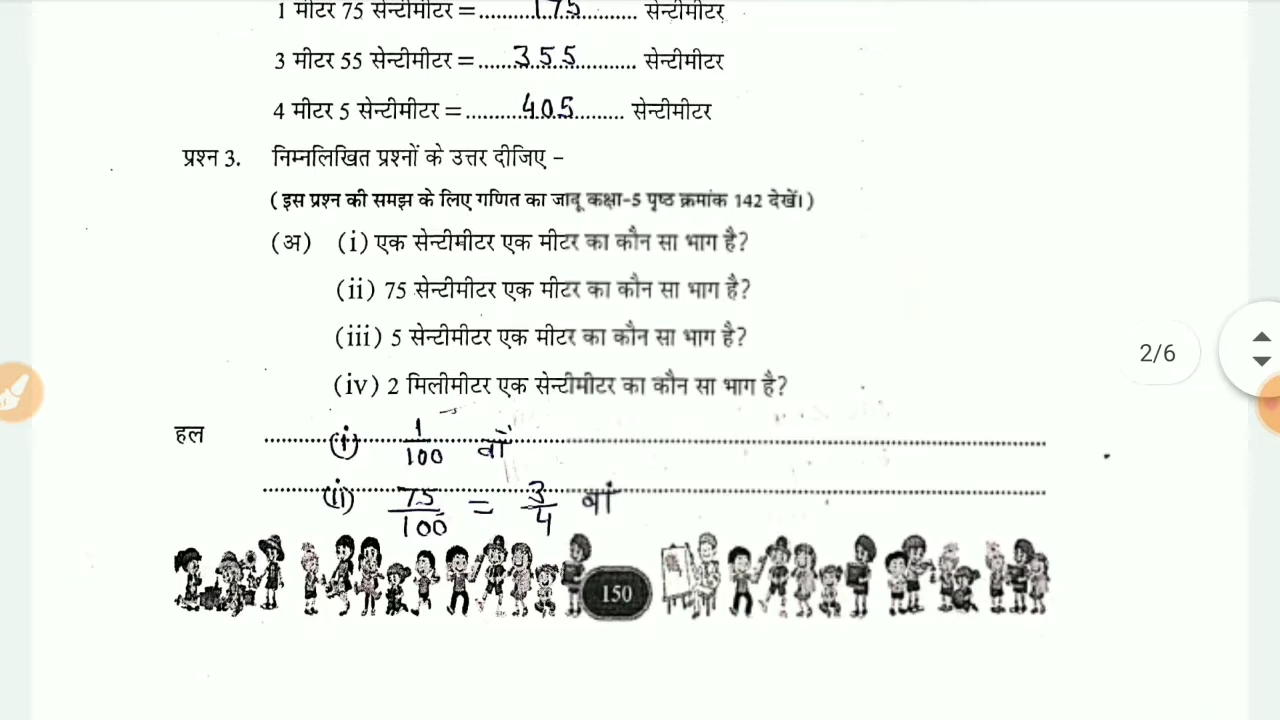 1 मीटर 75 सेन्टीमीटर =..........175............ सेन्टीमीटर
3 मीटर 55 सेन्टीमीटर =......355............ सेन्टीमीटर
4 मीटर 5 सेन्टीमीटर =.........405......... सेन्टीमीटर
प्रश्न 3. निम्नलिखित प्रश्नों के उत्तर दीजिए -
(इस प्रश्न की समझ के लिए गणित का जादू कक्षा-5 पृष्ठ क्रमांक 142 देखें।)
(अ) (i) एक सेन्टीमीटर एक मीटर का कौन सा भाग है?
(ii) 75 सेन्टीमीटर एक मीटर का कौन सा भाग है?
(iii) 5 सेन्टीमीटर एक मीटर का कौन सा भाग है?
(iv) 2 मिलीमीटर एक सेन्टीमीटर का कौन सा भाग है?
हल (i) 1/100 वाँ
(ii) 75/100 = 3/4 वां
150
2/6